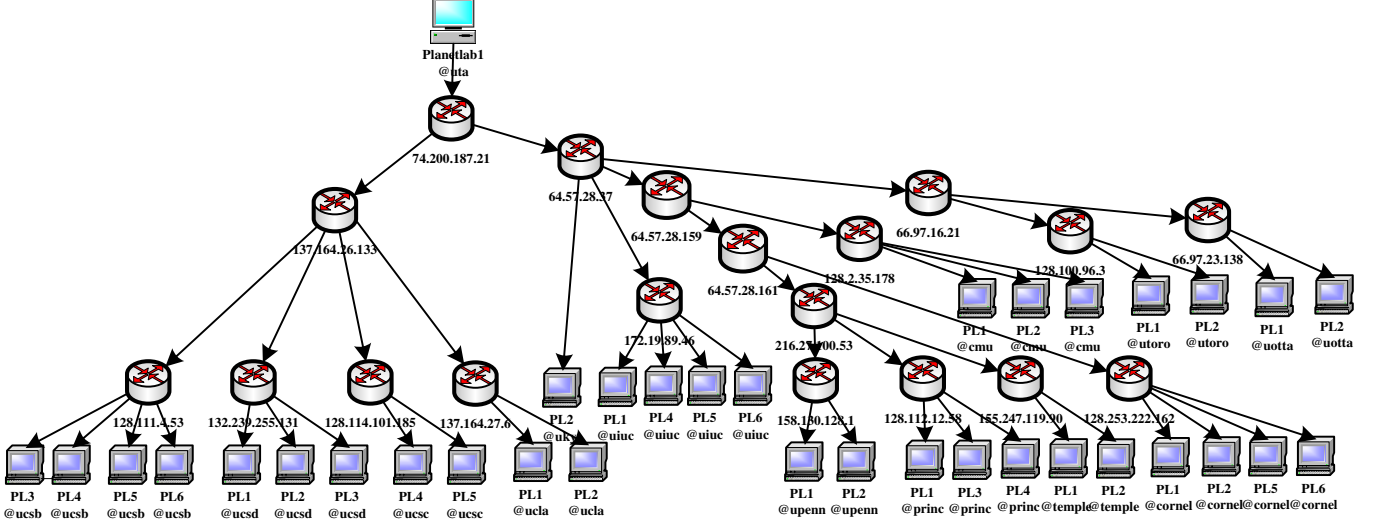 Planetlab1
@uta
74.200.187.21
64.57.28.37
137.164.26.133
64.57.28.159
66.97.16.21
128.2.35.178
128.100.96.3
66.97.23.138
64.57.28.161
172.19.89.46
PL1
@cmu
PL2
@cmu
PL3
@cmu
PL1
@utoro
PL2
@utoro
PL1
@uotta
PL2
@uotta
128.111.4.53
132.239.255.131
128.114.101.185
137.164.27.6
PL2
PL1
@uiuc
PL4
@uiuc
PL5
@uiuc
PL6
@uiuc
158.130.128.1
128.112.12.58
155.247.119.90
128.253.222.162
PL3
@ucsb
PL4
@ucsb
PL5
@ucsb
PL6
@ucsb
PL1
@ucsd
PL2
@ucsd
PL3
@ucsd
PL4
@ucsc
PL5
@ucsc
PL1
@ucla
PL2
@ucla
PL1
@upenn
PL2
@upenn
PL1
@princ
PL3
@princ
PL4
@princ
PL1
@temple
PL2
@temple
PL1
@cornel
PL2
@cornel
PL5
@cornel
PL6
@cornel